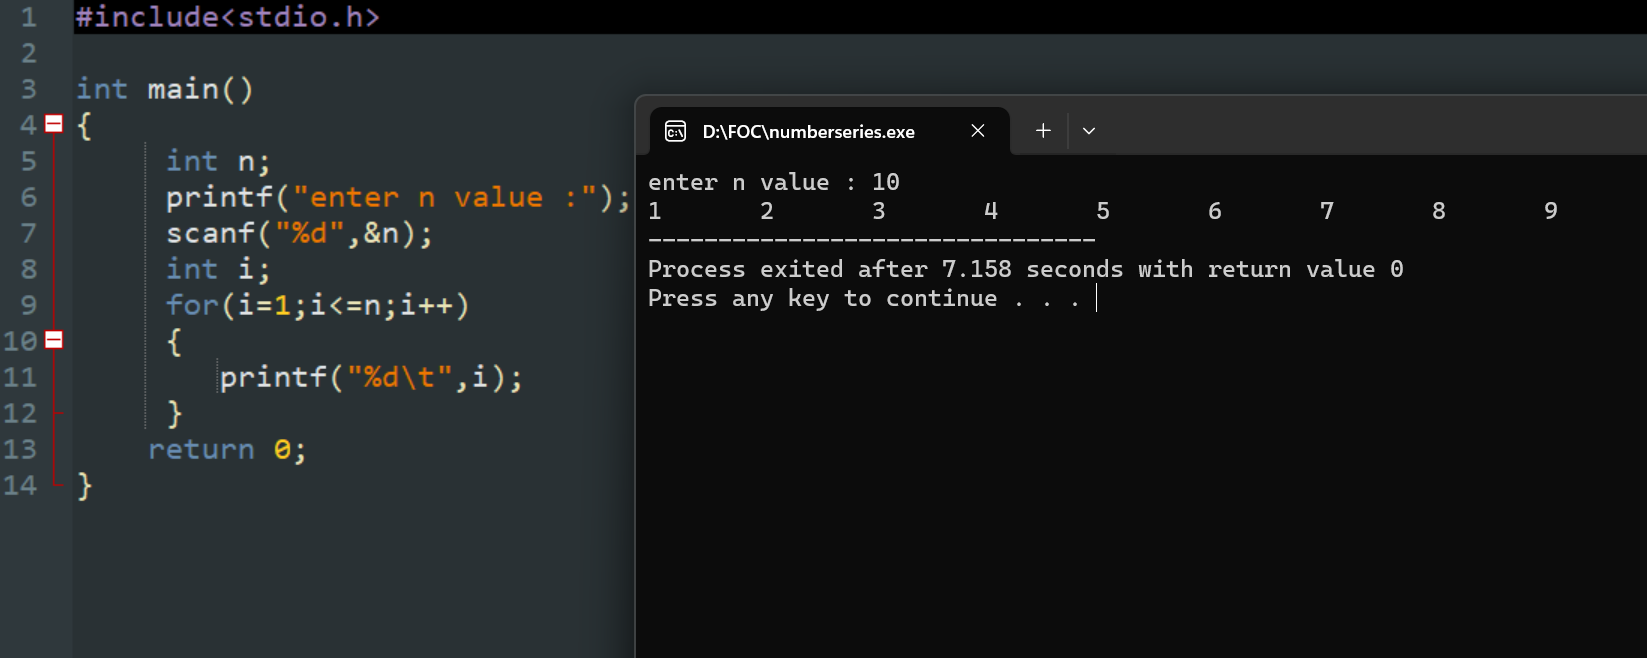 1 #include<stdio.h>
2
3 int main()
4 {
5 int n;
6 printf("enter n value :");
7 scanf("%d",&n);
8 int i;
9 for(i=1;i<=n;i++)
10 {
11 printf("%d\t",i);
12 }
13 return 0;
14 }
D:\FOC\numberseries.exe
enter n value : 10
1 2 3 4 5 6 7 8 9
--------------------------------
Process exited after 7.158 seconds with return value 0
Press any key to continue . . .